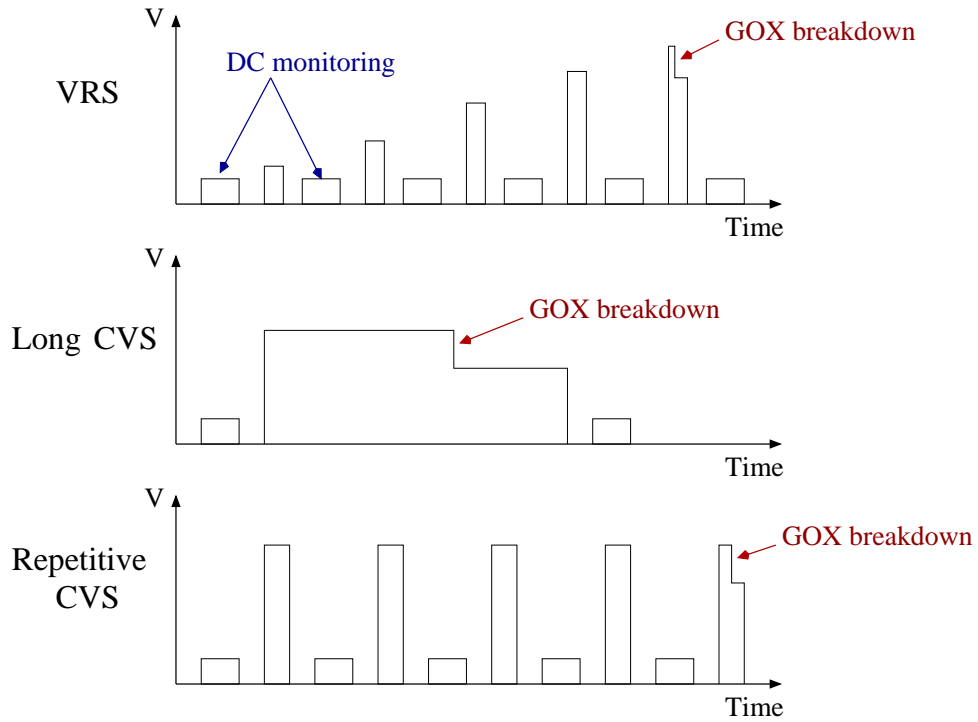 V
GOX breakdown
DC monitoring
VRS
Time
V
GOX breakdown
Long CVS
Time
V
GOX breakdown
Repetitive
CVS
Time